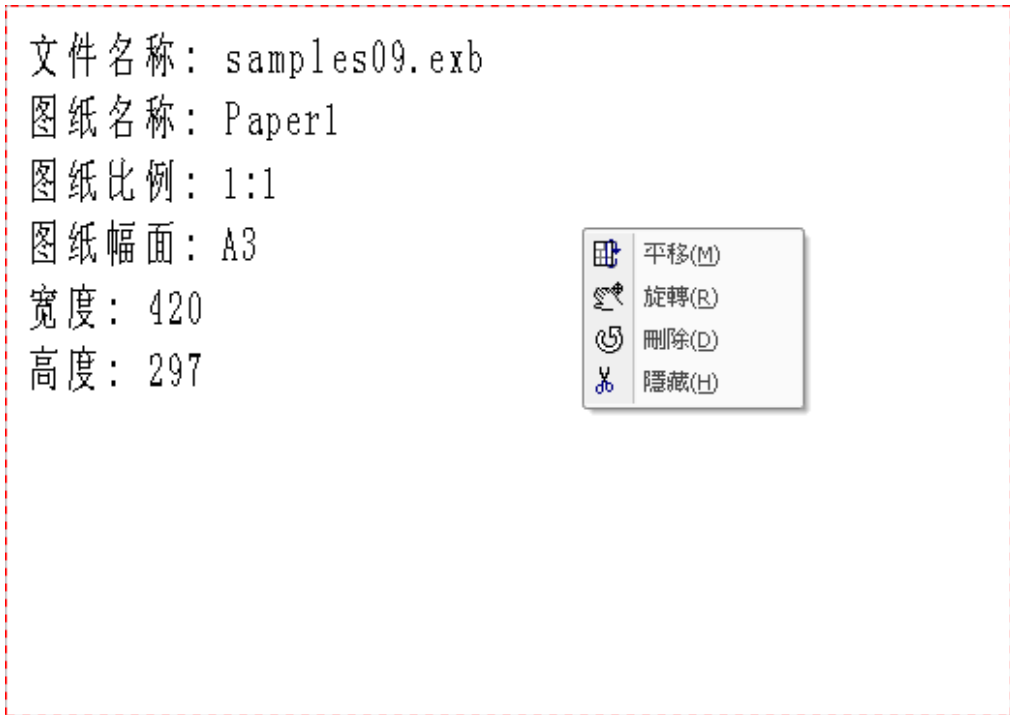 文件名称: samples09.exb
图纸名称: Paper1
图纸比例: 1:1
图纸幅面: A3
宽度: 420
高度: 297
平移(M)
旋轉(R)
刪除(D)
隱藏(H)